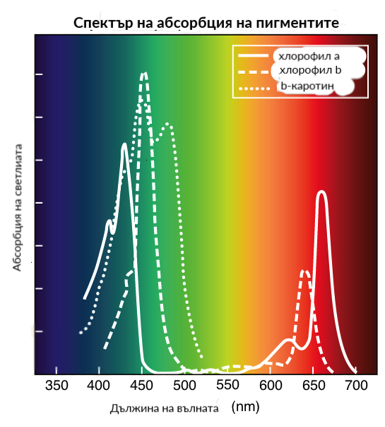 Спектър на абсорбция на пигментите
хлорофил a
хлорофил b
b-каротин
Абсорбция на светлиата
350 400 450 500 550 600 650 700
Дължина на вълната (nm)